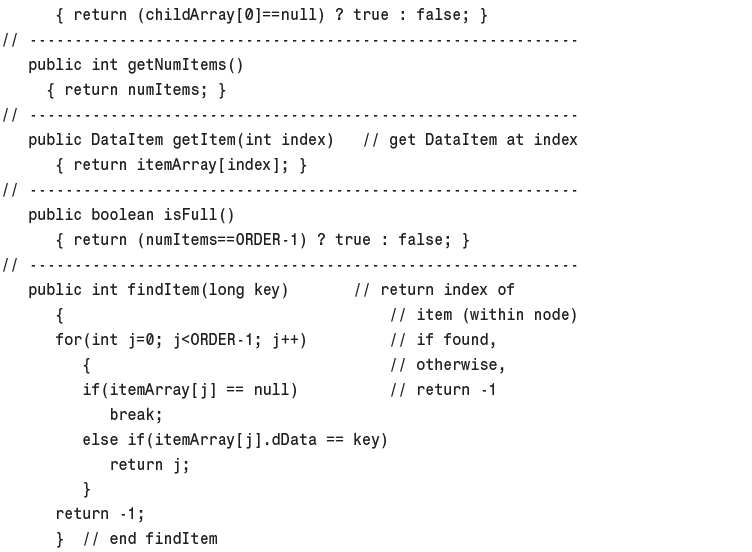 { return (childArray[0]==null) ? true : false; }
// -------------------------------------------------------------
   public int getNumItems()
     { return numItems; }
// -------------------------------------------------------------
   public DataItem getItem(int index)   // get DataItem at index
      { return itemArray[index]; }
// -------------------------------------------------------------
   public boolean isFull()
      { return (numItems==ORDER-1) ? true : false; }
// -------------------------------------------------------------
   public int findItem(long key)       // return index of
      {                                    // item (within node)
      for(int j=0; j<ORDER-1; j++)         // if found,
         {                                 // otherwise,
         if(itemArray[j] == null)          // return -1
            break;
         else if(itemArray[j].dData == key)
            return j;
         }
      return -1;
      }  // end findItem